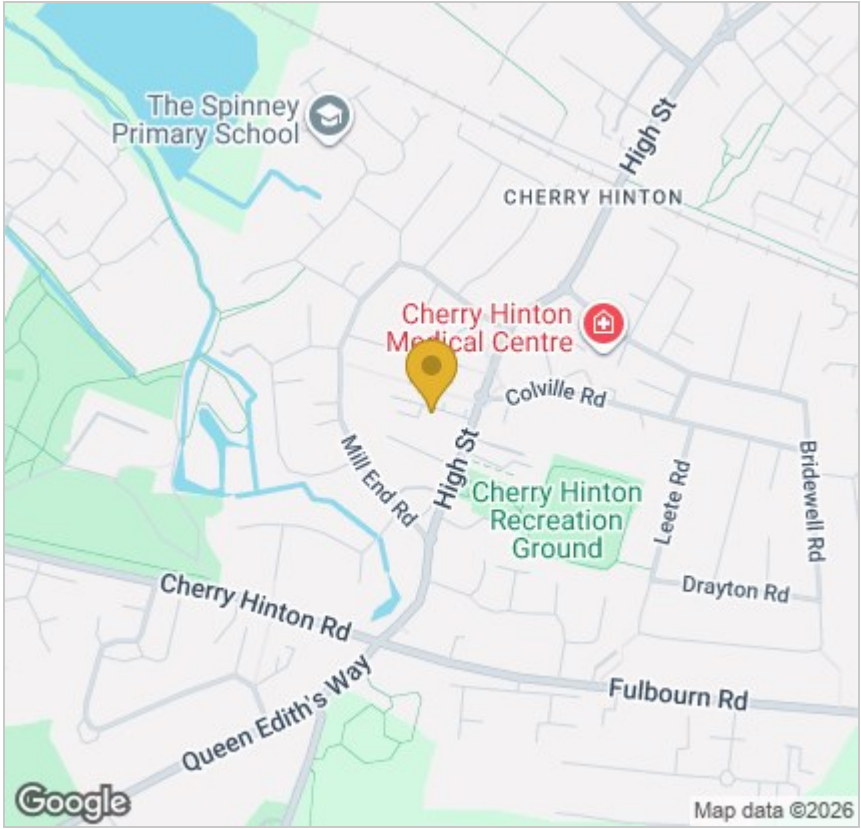 The Spinney
Primary School
High St
CHERRY HINTON
Cherry Hinton
Medical Centre
Colville Rd
High St
Mill End Rd
Cherry Hinton
Recreation
Ground
Leete Rd
Bridewell Rd
Drayton Rd
Cherry Hinton Rd
Queen Edith's Way
Fulbourn Rd
Google
Map data ©2026